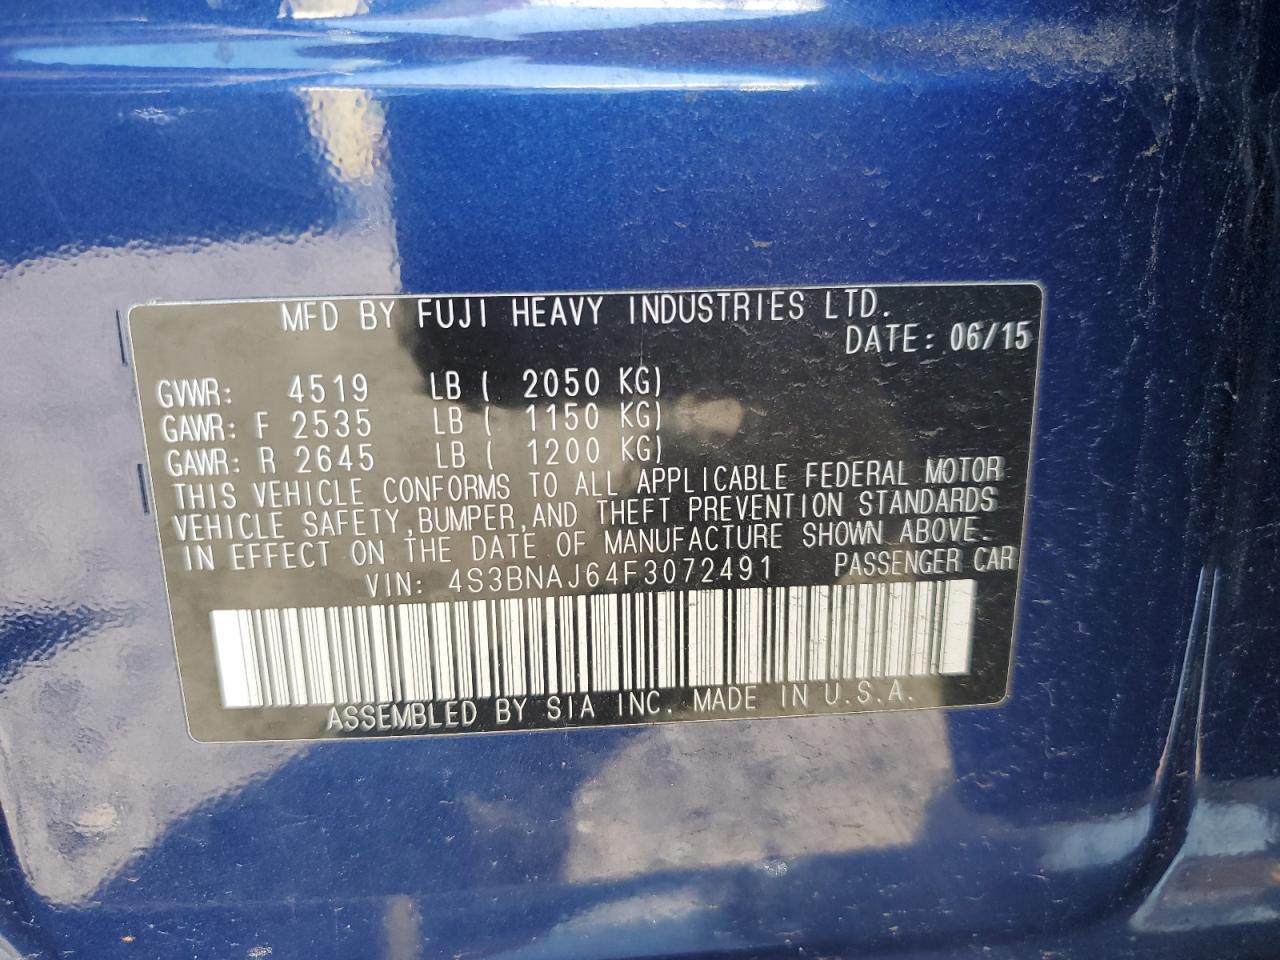 MFD BY FUJI HEAVY INDUSTRIES LTD.
DATE: 06/15
GVWR: 4519 LB ( 2050 KG)
GAWR: F 2535 LB ( 1150 KG)
GAWR: R 2645 LB ( 1200 KG)
THIS VEHICLE CONFORMS TO ALL APPLICABLE FEDERAL MOTOR
VEHICLE SAFETY,BUMPER,AND THEFT PREVENTION STANDARDS
IN EFFECT ON THE DATE OF MANUFACTURE SHOWN ABOVE.
VIN: 4S3BNAJ64F3072491 PASSENGER CAR
ASSEMBLED BY SIA INC. MADE IN U.S.A.